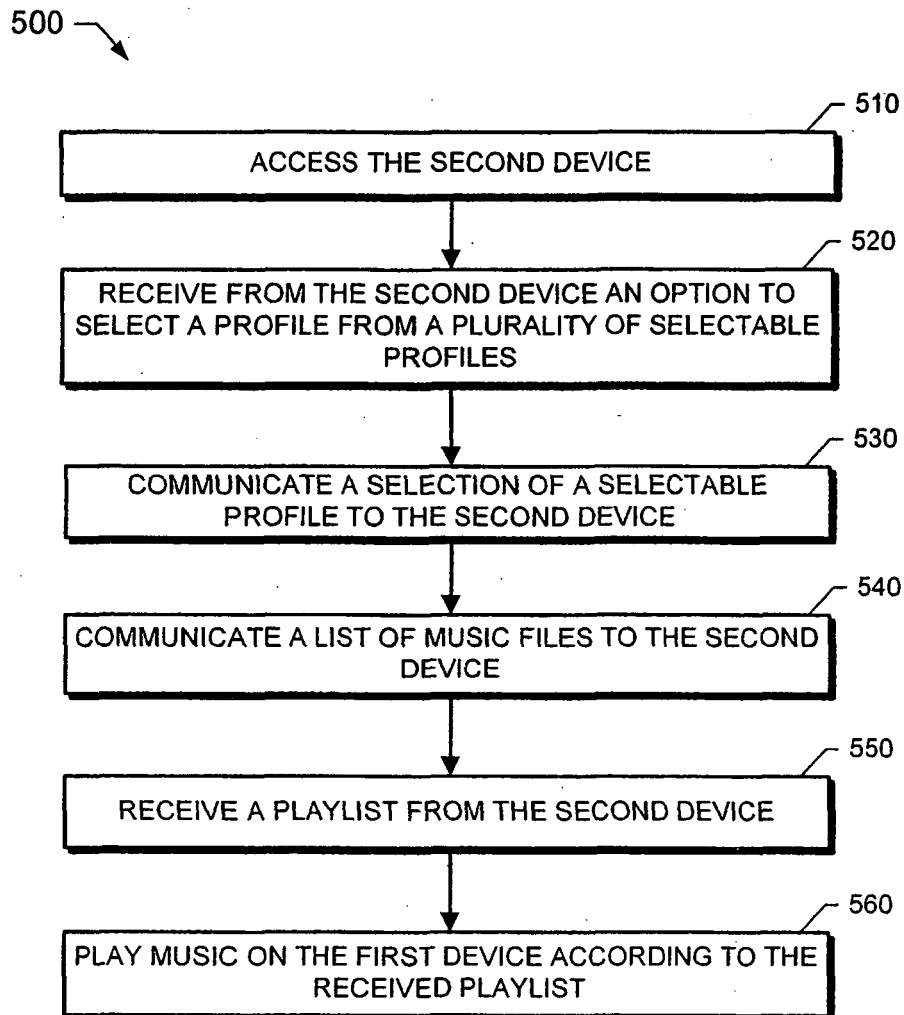 500
510
ACCESS THE SECOND DEVICE
520
RECEIVE FROM THE SECOND DEVICE AN OPTION TO
SELECT A PROFILE FROM A PLURALITY OF SELECTABLE
PROFILES
530
COMMUNICATE A SELECTION OF A SELECTABLE
PROFILE TO THE SECOND DEVICE
540
COMMUNICATE A LIST OF MUSIC FILES TO THE SECOND
DEVICE
550
RECEIVE A PLAYLIST FROM THE SECOND DEVICE
560
PLAY MUSIC ON THE FIRST DEVICE ACCORDING TO THE
RECEIVED PLAYLIST